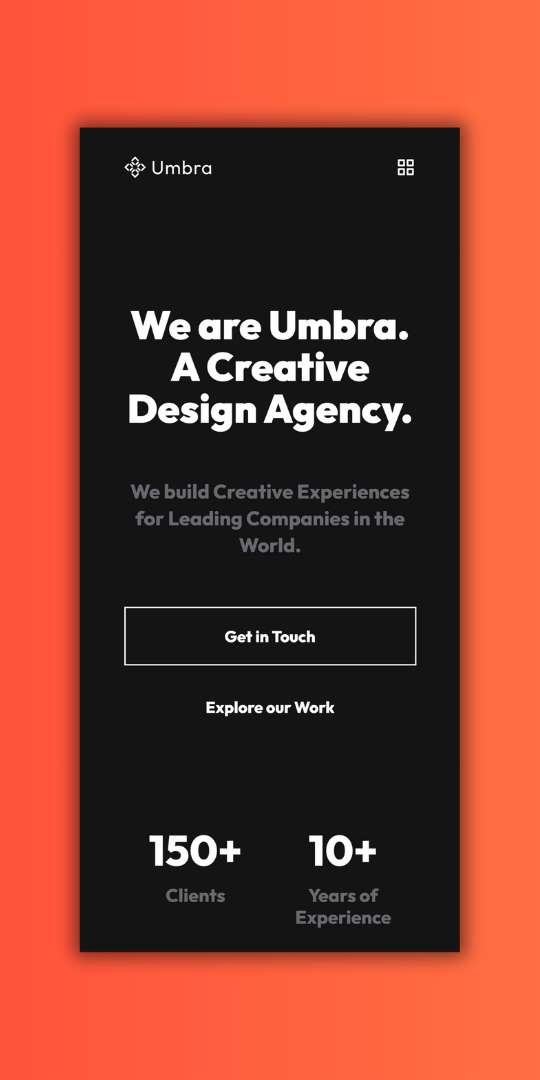 Umbra
We are Umbra.
A Creative
Design Agency.
We build Creative Experiences
for Leading Companies in the
World.
Get in Touch
Explore our Work
150+
Clients
10+
Years of
Experience